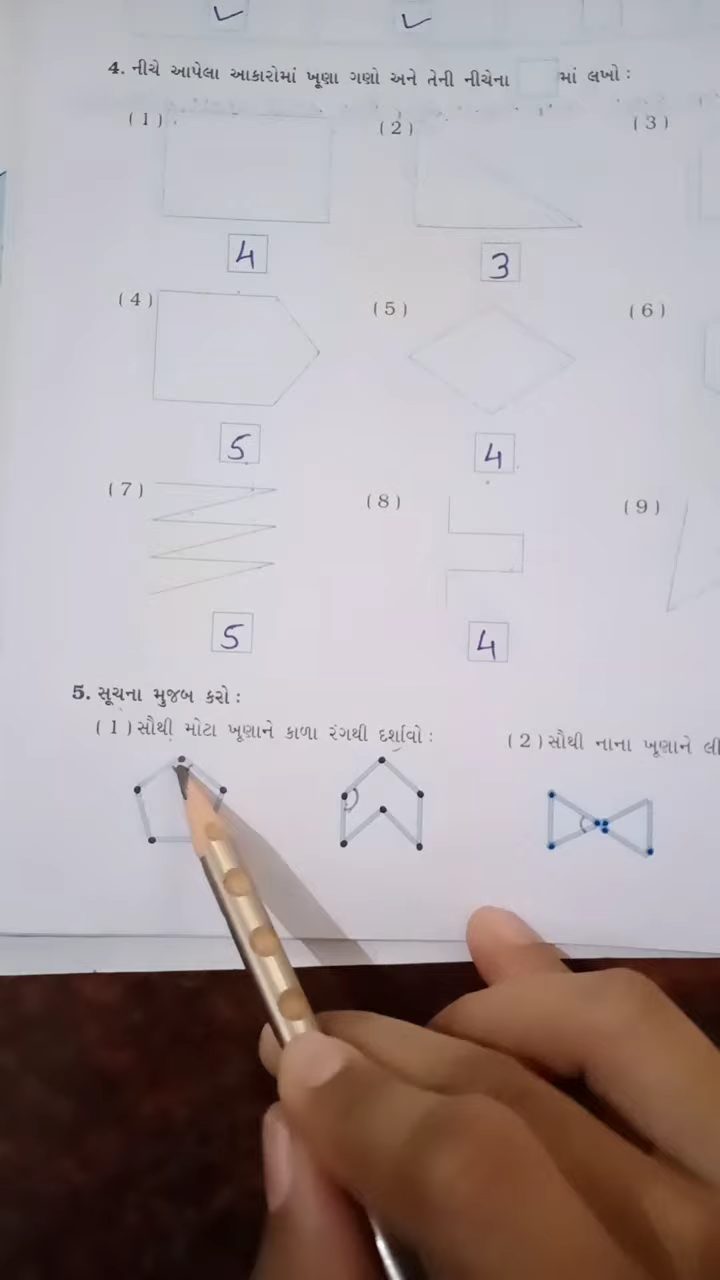 4. નીચે આપેલા આકારોમાં ખૂણા ગણો અને તેની નીચેના માં લખો :
(1) (2) (3)
4 3
(4) (5) (6)
5 4
(7) (8) (9)
5 4
5. સૂચના મુજબ કરો :
(1) સૌથી મોટા ખૂણાને કાળા રંગથી દર્શાવો : (2) સૌથી નાના ખૂણાને